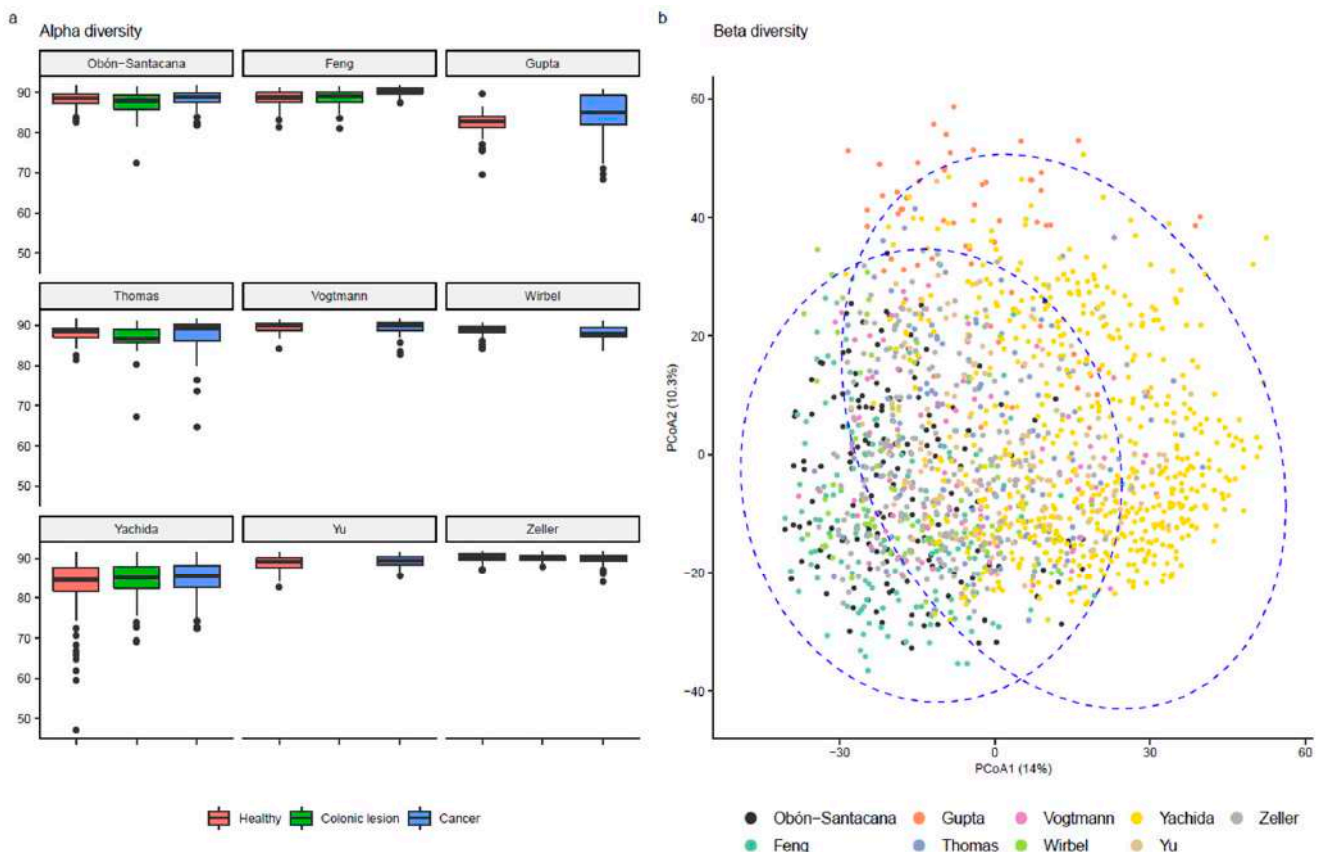 a
Alpha diversity
Obón-Santacana Feng Gupta
90
80
70
60
50
Thomas Vogtmann Wirbel
90
80
70
60
50
Yachida Yu Zeller
90
80
70
60
50
Healthy Colonic lesion Cancer
b
Beta diversity
60
40
20
0
−20
−40
PCoA2 (10.3%)
−30 0 30 60
PCoA1 (14%)
Obón−Santacana Gupta Vogtmann Yachida Zeller
Feng Thomas Wirbel Yu